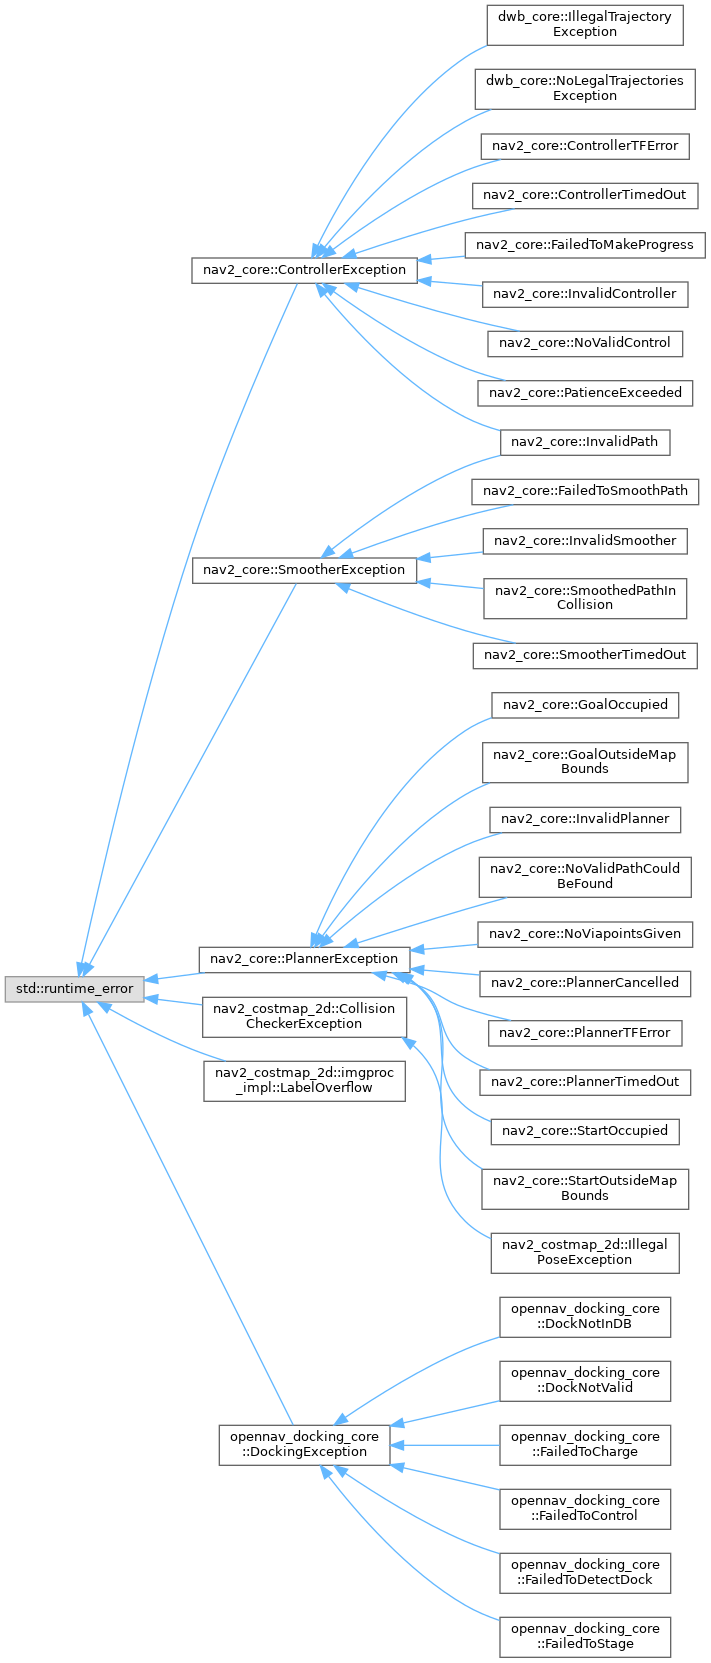 dwb_core::IllegalTrajectory
Exception
dwb_core::NoLegalTrajectories
Exception
nav2_core::ControllerTFError
nav2_core::ControllerTimedOut
nav2_core::FailedToMakeProgress
nav2_core::ControllerException
nav2_core::InvalidController
nav2_core::NoValidControl
nav2_core::PatienceExceeded
nav2_core::InvalidPath
nav2_core::FailedToSmoothPath
nav2_core::InvalidSmoother
nav2_core::SmootherException
nav2_core::SmoothedPathIn
Collision
nav2_core::SmootherTimedOut
nav2_core::GoalOccupied
nav2_core::GoalOutsideMap
Bounds
nav2_core::InvalidPlanner
nav2_core::NoValidPathCould
BeFound
nav2_core::NoViapointsGiven
nav2_core::PlannerException
nav2_core::PlannerCancelled
std::runtime_error
nav2_costmap_2d::Collision
CheckerException
nav2_core::PlannerTFError
nav2_costmap_2d::imgproc
_impl::LabelOverflow
nav2_core::PlannerTimedOut
nav2_core::StartOccupied
nav2_core::StartOutsideMap
Bounds
nav2_costmap_2d::Illegal
PoseException
opennav_docking_core
::DockNotInDB
opennav_docking_core
::DockNotValid
opennav_docking_core
::DockingException
opennav_docking_core
::FailedToCharge
opennav_docking_core
::FailedToControl
opennav_docking_core
::FailedToDetectDock
opennav_docking_core
::FailedToStage